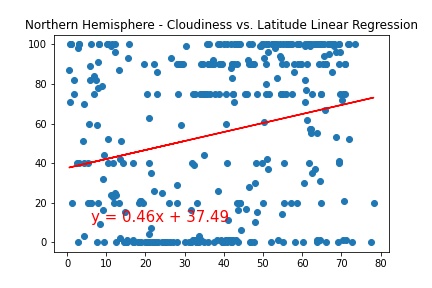 Northern Hemisphere - Cloudiness vs. Latitude Linear Regression
100
80
60
40
20
0
y = 0.46x + 37.49
0 10 20 30 40 50 60 70 80